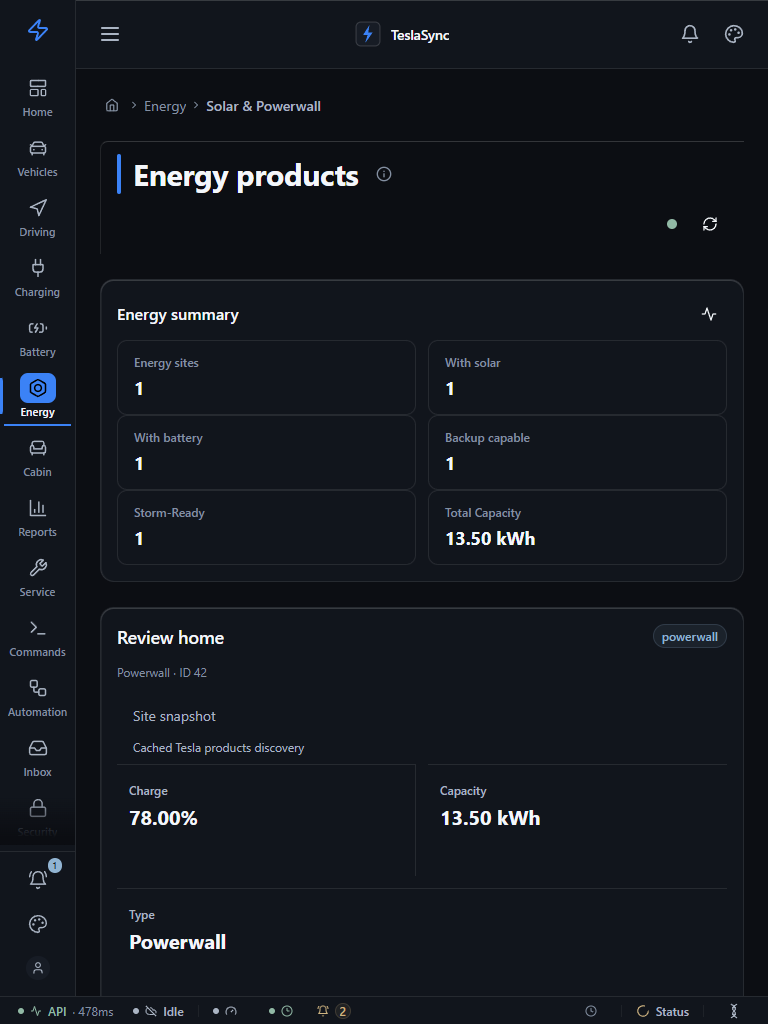 TeslaSync
Home
Vehicles
Driving
Charging
Battery
Energy
Cabin
Reports
Service
Commands
Automation
Inbox
Security
1
Energy
Solar & Powerwall
Energy products
Energy summary
Energy sites
1
With solar
1
With battery
1
Backup capable
1
Storm-Ready
1
Total Capacity
13.50 kWh
Review home
powerwall
Powerwall · ID 42
Site snapshot
Cached Tesla products discovery
Charge
78.00%
Capacity
13.50 kWh
Type
Powerwall
API · 478ms
Idle
2
Status